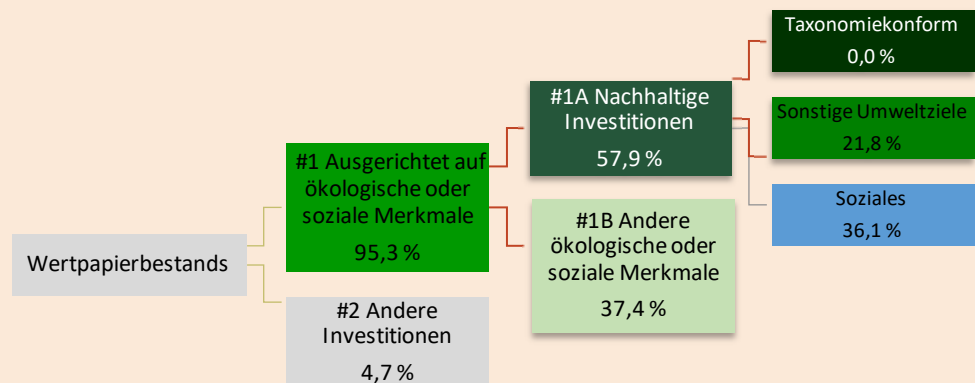 Wertpapierbestands
#1 Ausgerichtet auf
ökologische oder
soziale Merkmale
95,3 %
#2 Andere
Investitionen
4,7 %
#1A Nachhaltige
Investitionen
57,9 %
#1B Andere
ökologische oder
soziale Merkmale
37,4 %
Taxonomiekonform
0,0 %
Sonstige Umweltziele
21,8 %
Soziales
36,1 %